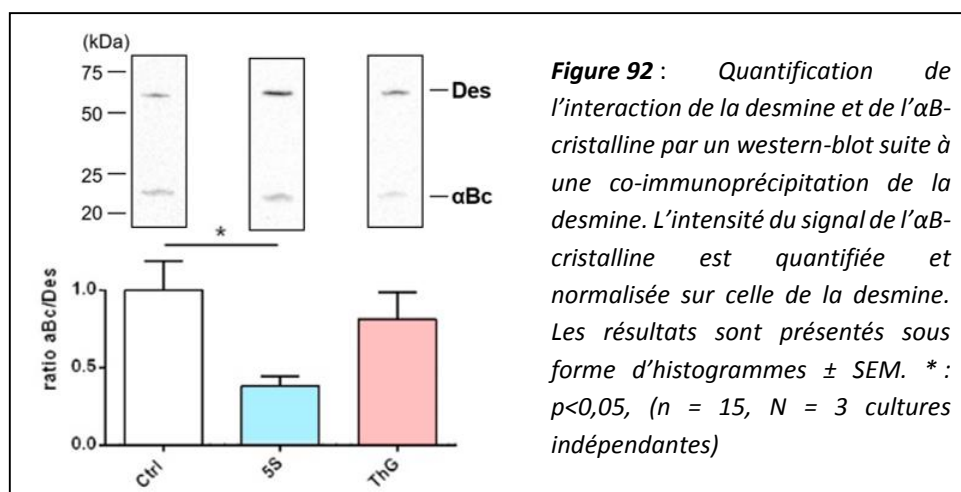 (kDa)
75
50
25
20
Des
αBc
*
ratio aBc/Des
1.0
0.5
0.0
Ctrl
5S
ThG
Figure 92 : Quantification de
l’interaction de la desmine et de l’αB-
cristalline par un western-blot suite à
une co-immunoprécipitation de la
desmine. L’intensité du signal de l’αB-
cristalline est quantifiée et
normalisée sur celle de la desmine.
Les résultats sont présentés sous
forme d’histogrammes ± SEM. * :
p<0,05, (n = 15, N = 3 cultures
indépendantes)